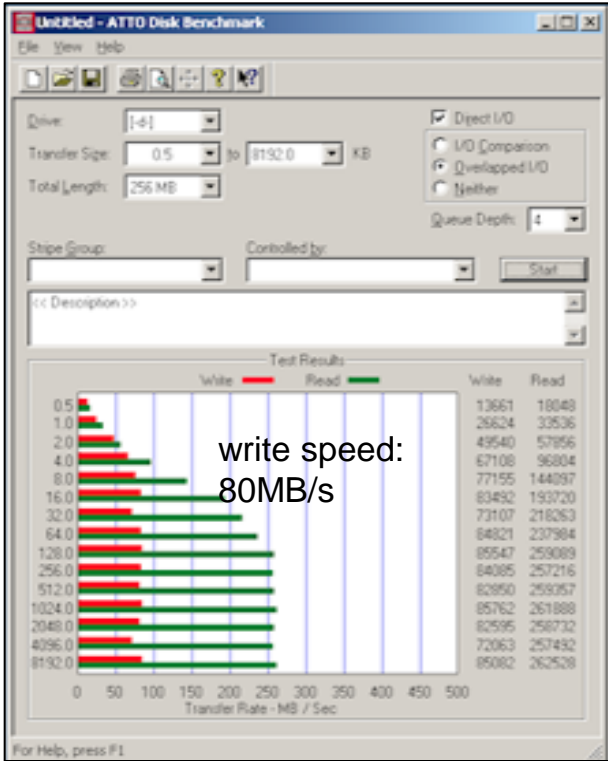 Untitled - ATTO Disk Benchmark
File View Help
Drive: [-d-]
Direct I/O
Transfer Size: 0.5 to 8192.0 KB
I/O Comparison
Overlapped I/O
Total Length: 256 MB
Neither
Queue Depth: 4
Stripe Group: Controlled by:
Start
<< Description >>
Test Results
Write Read Write Read
0.5 13661 18048
1.0 26624 33536
2.0 49540 57856
4.0 67108 96804
8.0 77155 144097
16.0 83492 193720
32.0 73107 218263
64.0 84821 237984
128.0 85547 259089
256.0 84085 257216
512.0 82850 259357
1024.0 85762 261888
2048.0 82595 258732
4096.0 72063 257492
8192.0 85082 262528
write speed:
80MB/s
0 50 100 150 200 250 300 350 400 450 500
Transfer Rate - MB / Sec
For Help, press F1